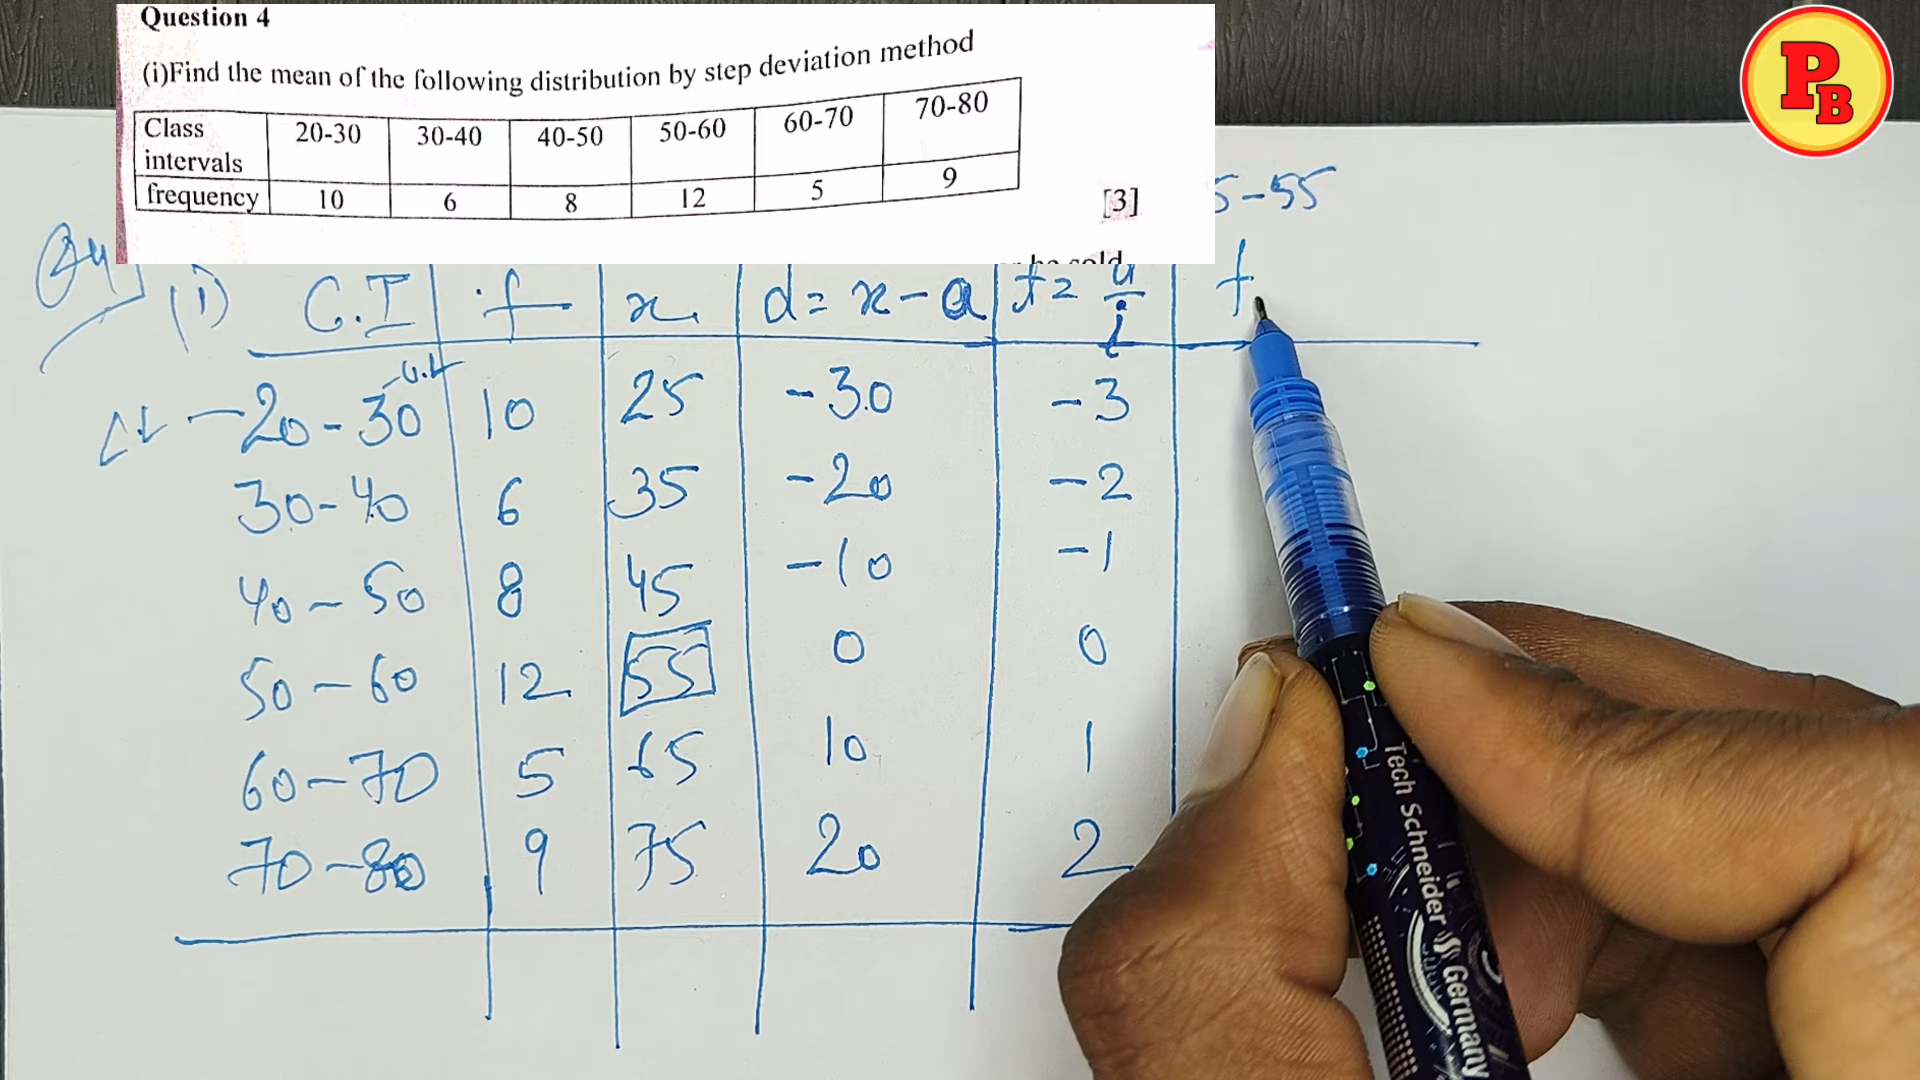 Question 4
(i)Find the mean of the following distribution by step deviation method
Class intervals 20-30 30-40 40-50 50-60 60-70 70-80
frequency 10 6 8 12 5 9
[3]
5-55
Q4
(i) C.I f x d = x - a t = d/i f
LL - 20-30 - U.L 10 25 -30 -3
30-40 6 35 -20 -2
40-50 8 45 -10 -1
50-60 12 55 0 0
60-70 5 65 10 1
70-80 9 75 20 2
PB
Tech Schneider Germany